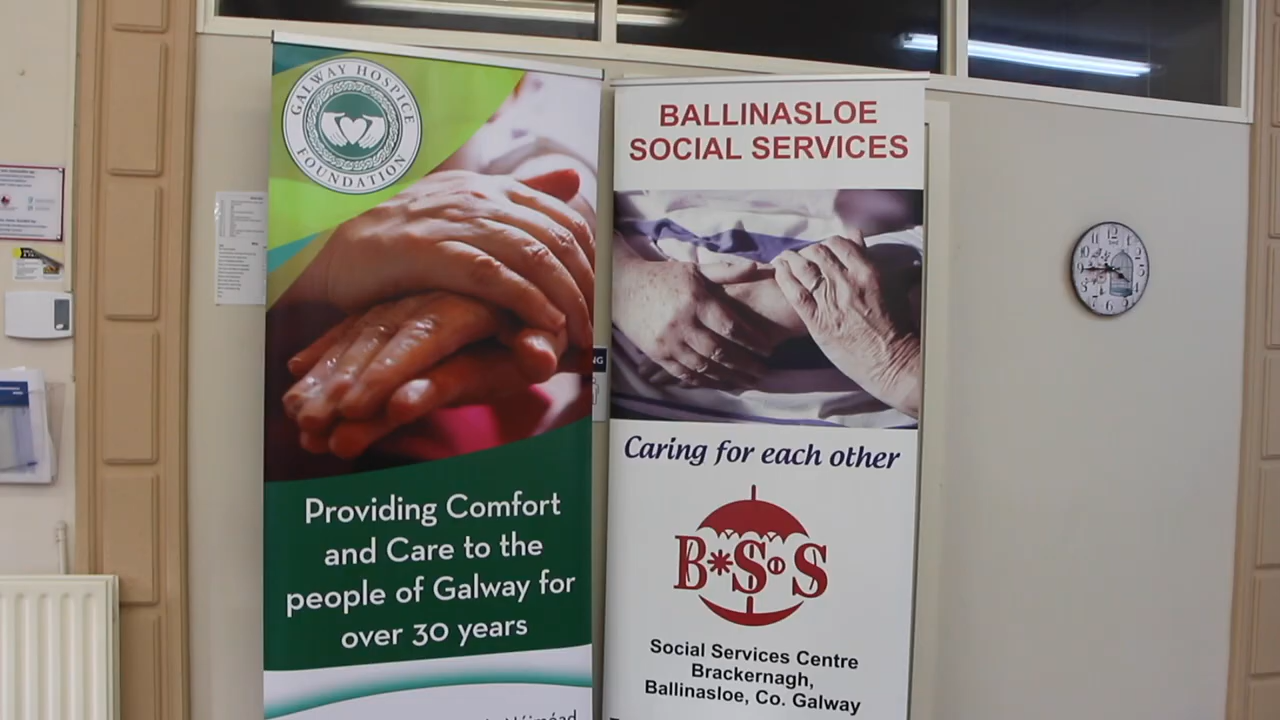 GALWAY HOSPICE
FOUNDATION
Providing Comfort
and Care to the
people of Galway for
over 30 years
BALLINASLOE
SOCIAL SERVICES
Caring for each other
B*S S
Social Services Centre
Brackernagh,
Ballinasloe, Co. Galway
NG